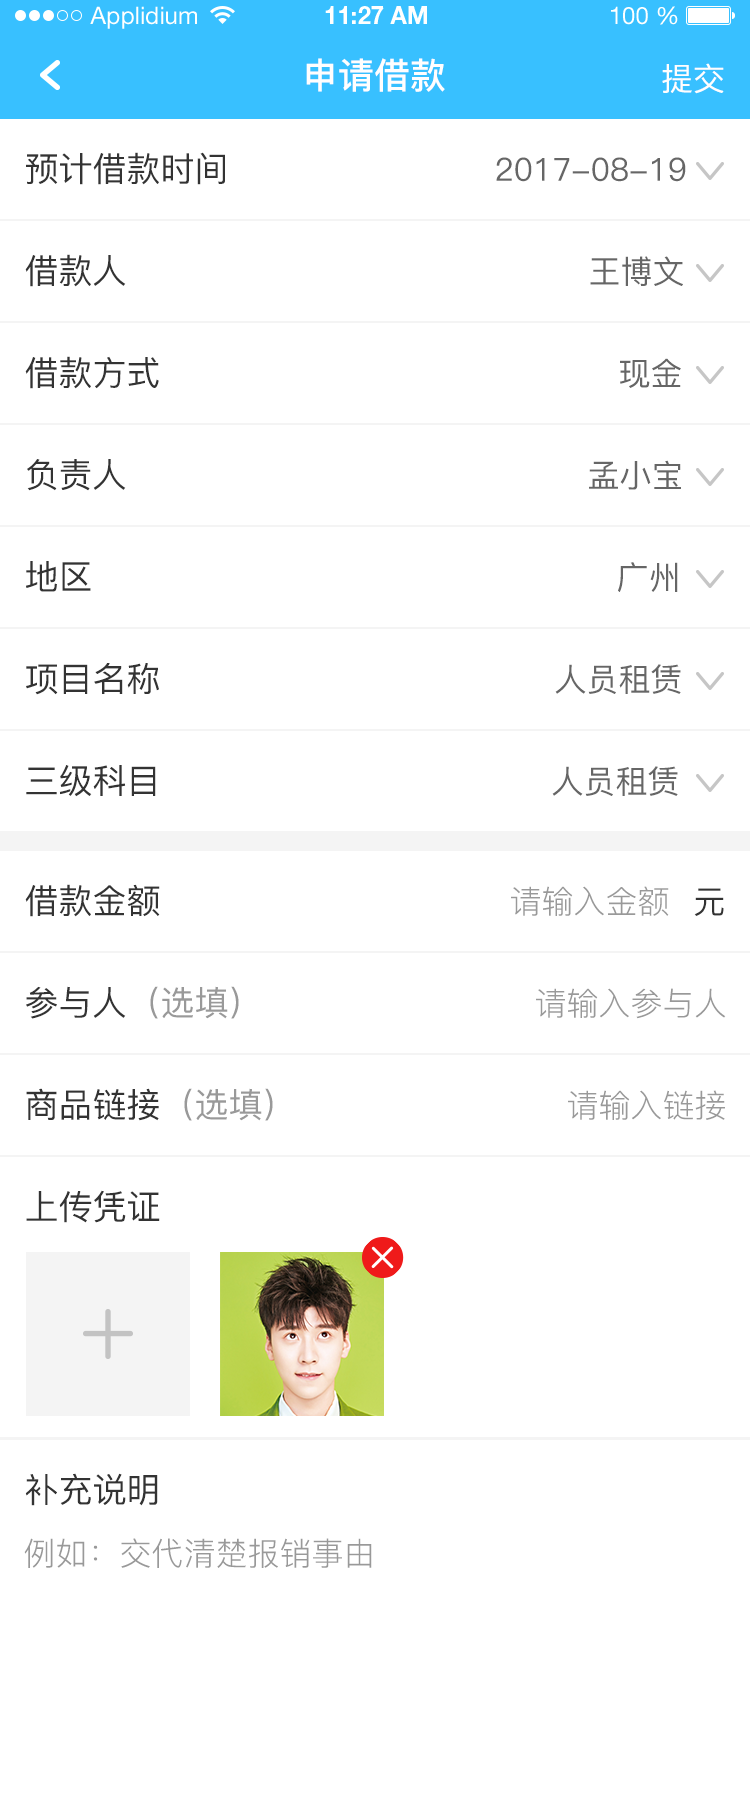 Applidium 11:27 AM 100 %
申请借款 提交
预计借款时间 2017-08-19
借款人 王博文
借款方式 现金
负责人 孟小宝
地区 广州
项目名称 人员租赁
三级科目 人员租赁
借款金额 请输入金额 元
参与人（选填） 请输入参与人
商品链接（选填） 请输入链接
上传凭证
补充说明
例如：交代清楚报销事由